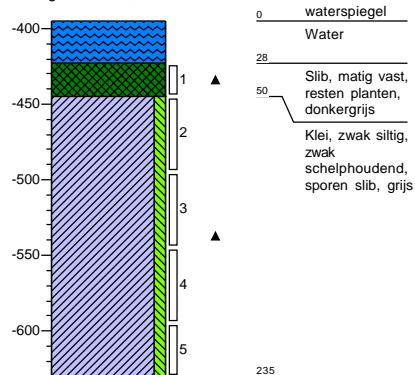 -400
-450
-500
-550
-600
1
2
3
4
5
0 waterspiegel
Water
28
Slib, matig vast,
resten planten,
donkergrijs
50
Klei, zwak siltig,
zwak
schelphoudend,
sporen slib, grijs
235